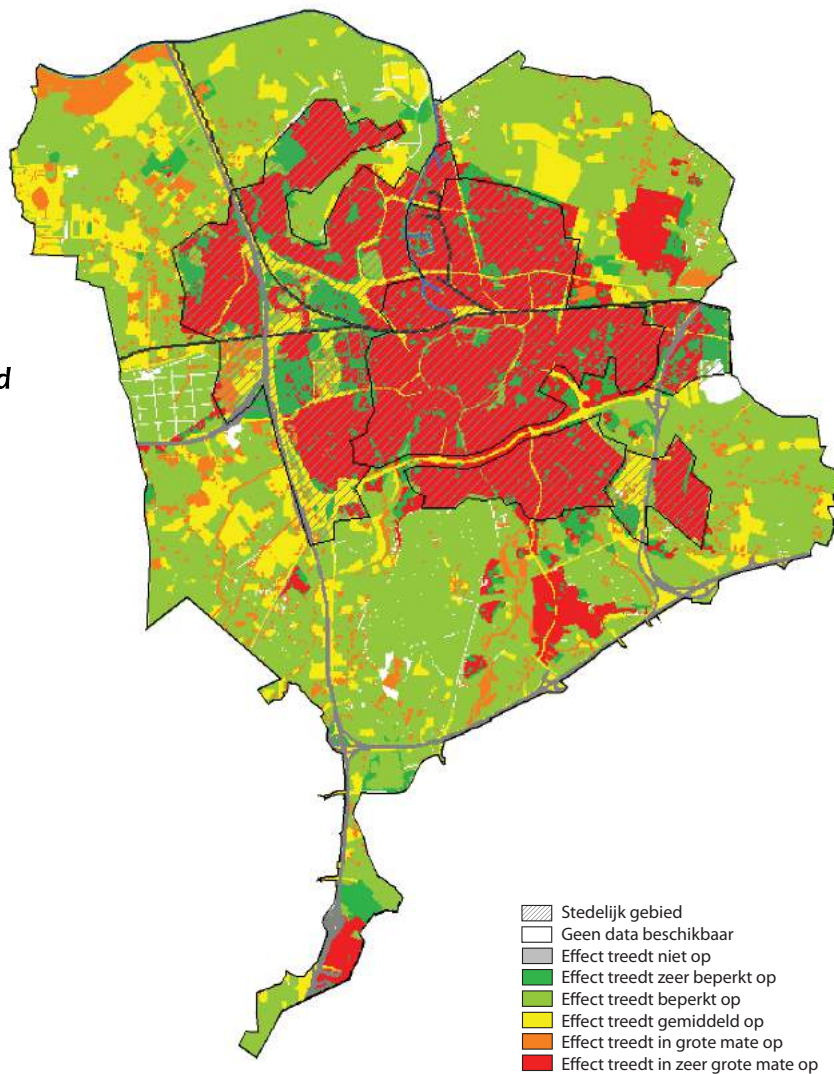 d
Stedelijk gebied
Geen data beschikbaar
Effect treedt niet op
Effect treedt zeer beperkt op
Effect treedt beperkt op
Effect treedt gemiddeld op
Effect treedt in grote mate op
Effect treedt in zeer grote mate op